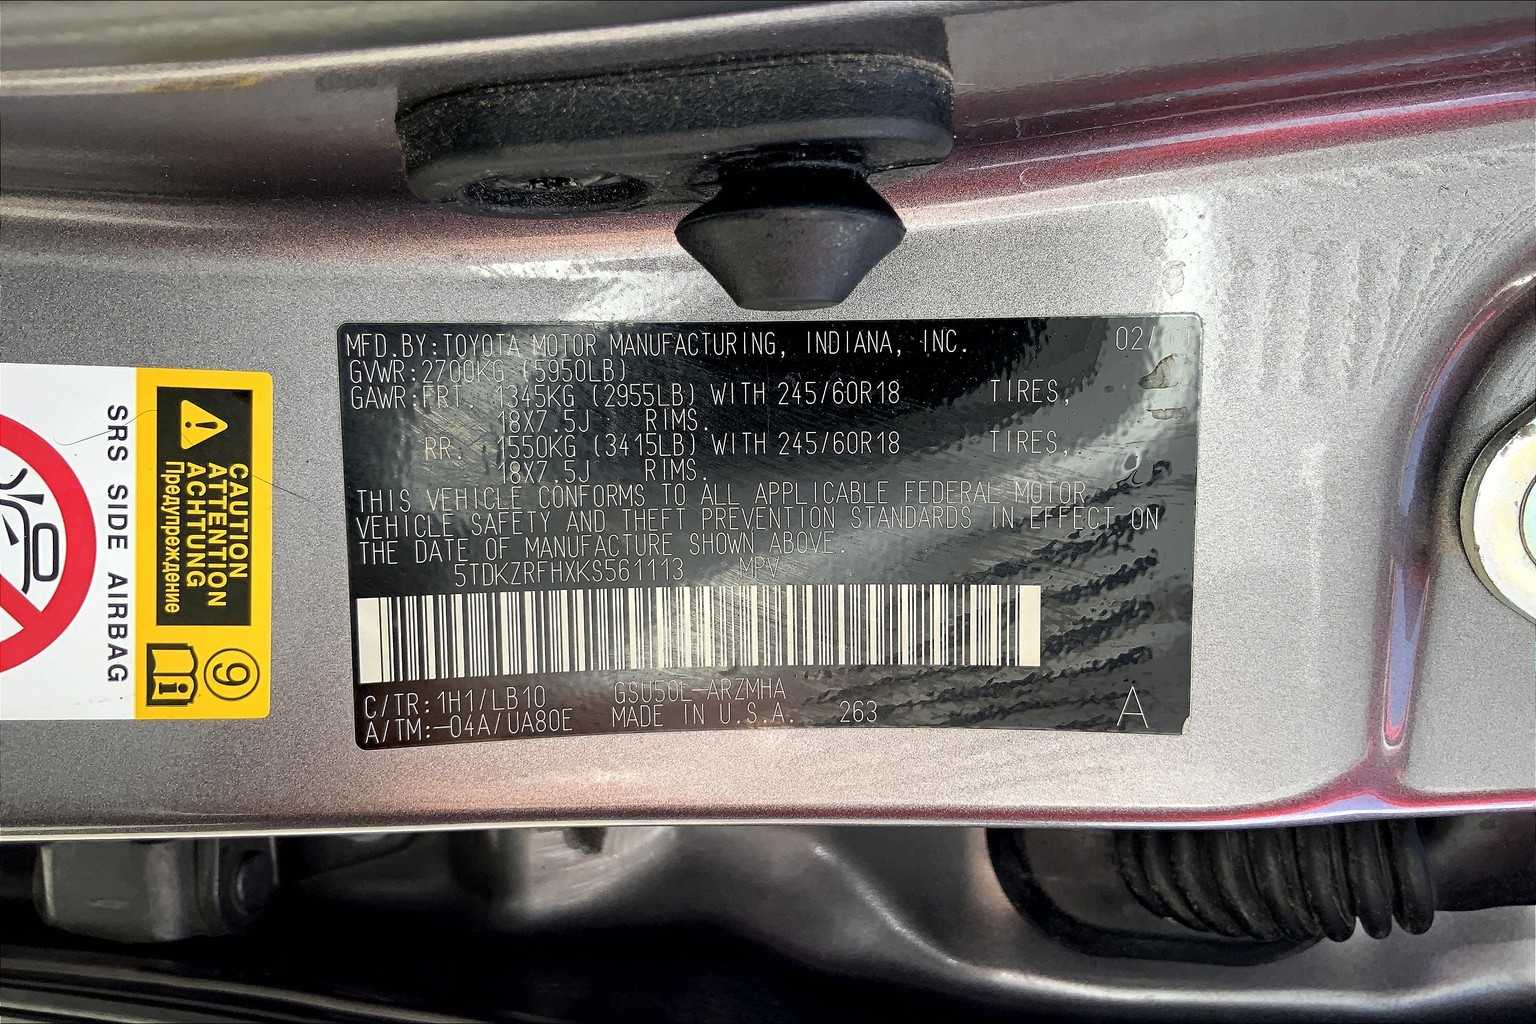 MFD.BY:TOYOTA MOTOR MANUFACTURING, INDIANA, INC. 02/
GVWR:2700KG (5950LB)
GAWR:FRT. 1345KG (2955LB) WITH 245/60R18 TIRES,
18X7.5J RIMS.
RR. 1550KG (3415LB) WITH 245/60R18 TIRES,
18X7.5J RIMS.
THIS VEHICLE CONFORMS TO ALL APPLICABLE FEDERAL MOTOR
VEHICLE SAFETY AND THEFT PREVENTION STANDARDS IN EFFECT ON
THE DATE OF MANUFACTURE SHOWN ABOVE.
5TDKZRFHXKS561113 MPV
C/TR:1H1/LB10 GSU50L-ARZMHA
A/TM:-04A/UA80E MADE IN U.S.A. 263 A
CAUTION
ATTENTION
ACHTUNG
Предупреждение
9
SRS SIDE AIRBAG